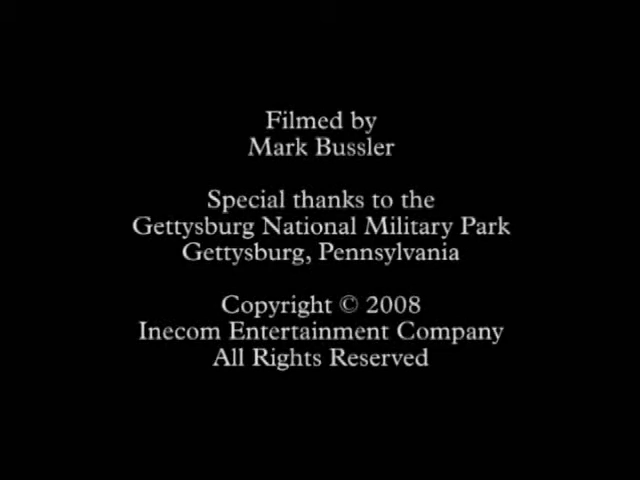 Filmed by
Mark Bussler
Special thanks to the
Gettysburg National Military Park
Gettysburg, Pennsylvania
Copyright © 2008
Inecom Entertainment Company
All Rights Reserved